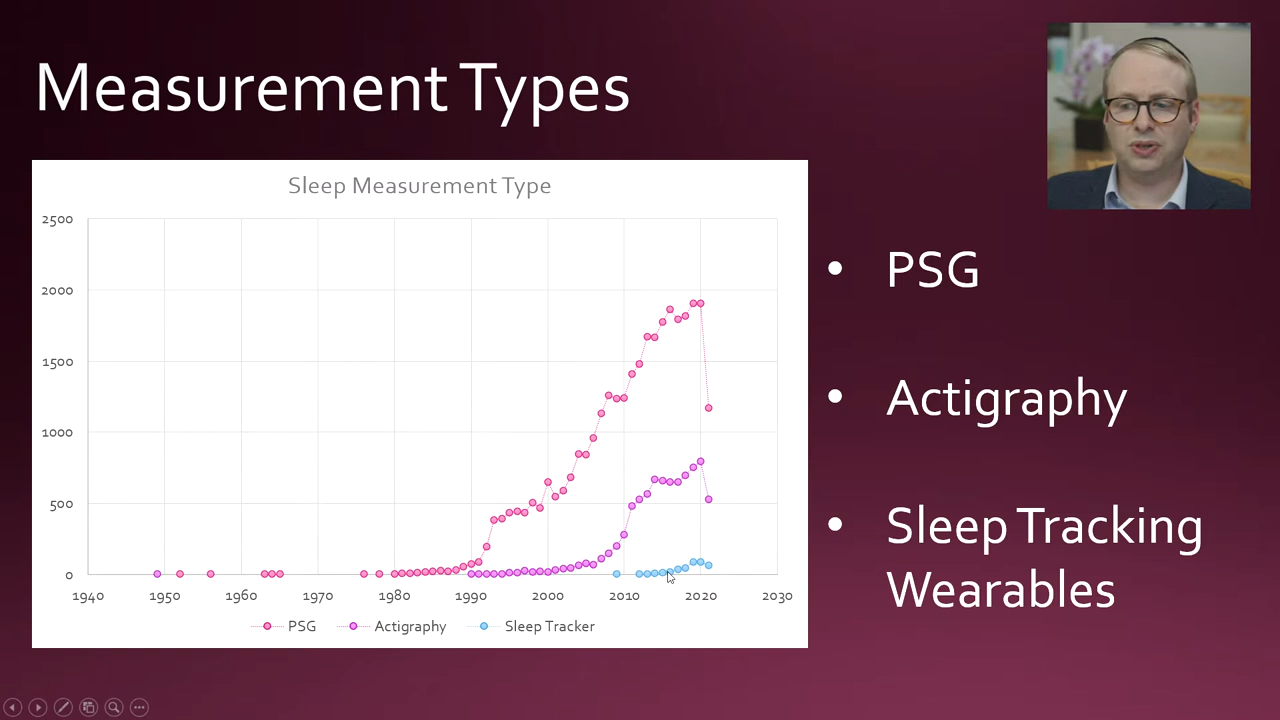 Measurement Types
Sleep Measurement Type
2500
2000
1500
1000
500
0
1940 1950 1960 1970 1980 1990 2000 2010 2020 2030
PSG Actigraphy Sleep Tracker
• PSG
• Actigraphy
• Sleep Tracking
Wearables